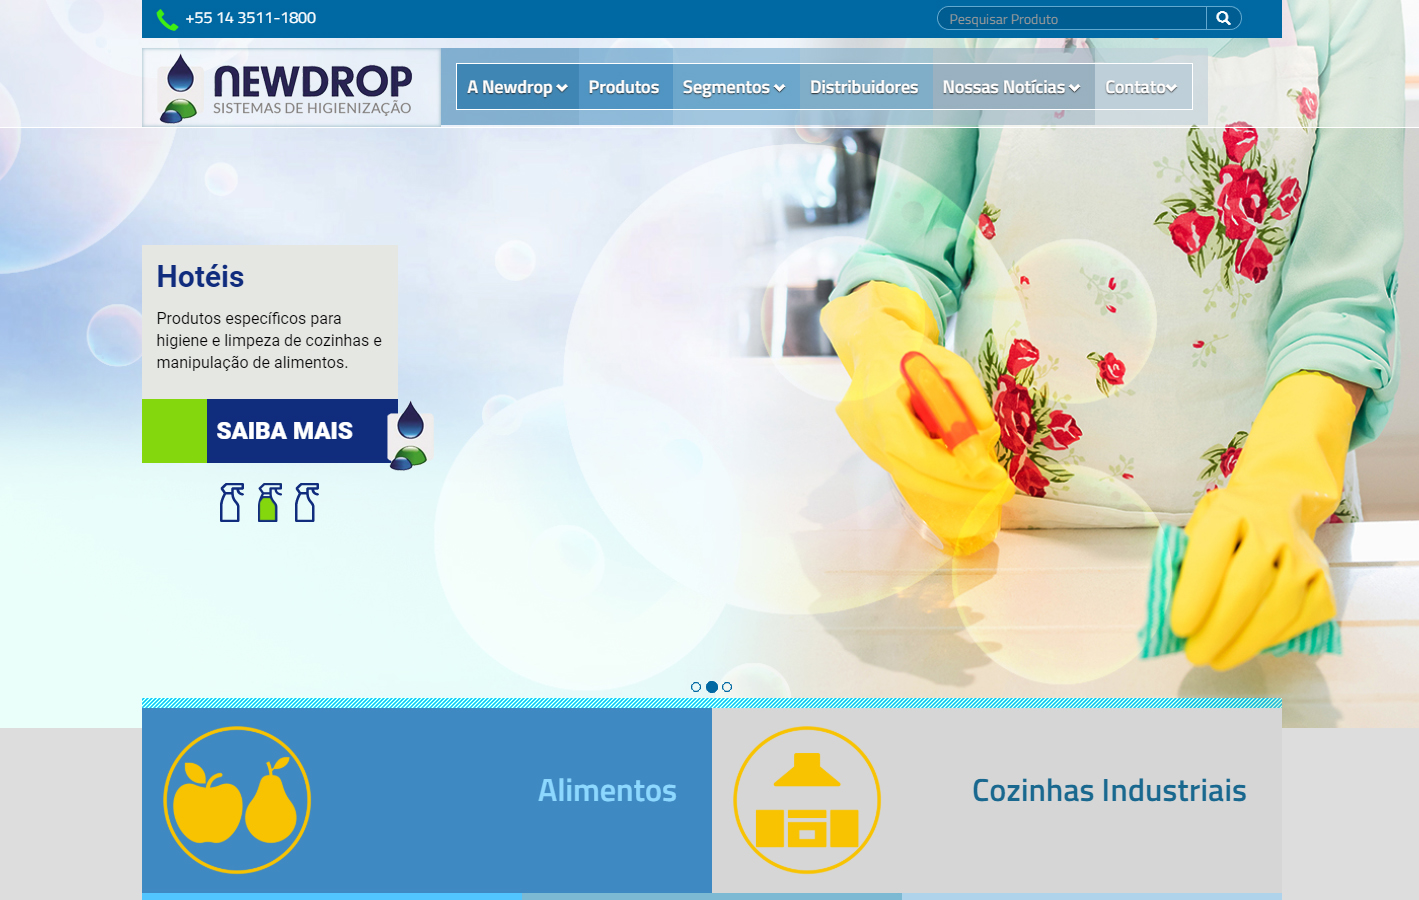 +55 14 3511-1800
Pesquisar Produto
NEWDROP
SISTEMAS DE HIGIENIZAÇÃO
A Newdrop
Produtos
Segmentos
Distribuidores
Nossas Notícias
Contato
Hotéis
Produtos específicos para
higiene e limpeza de cozinhas e
manipulação de alimentos.
SAIBA MAIS
Alimentos
Cozinhas Industriais